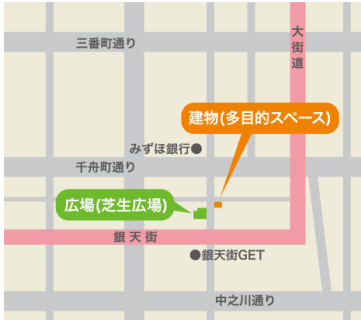 大街道
三番町通り
建物(多目的スペース)
みずほ銀行●
千舟町通り
広場(芝生広場)
銀天街
●銀天街GET
中之川通り